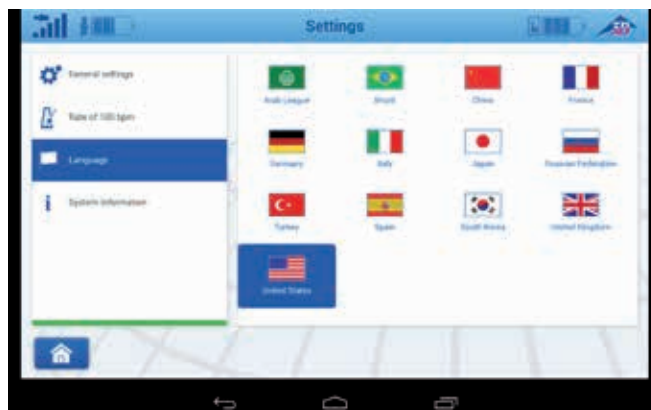 Settings
General settings
Rate of 100 bpm
Language
System information
Arab League
Brazil
China
France
Germany
Italy
Japan
Russian Federation
Turkey
Spain
South Korea
United Kingdom
United States